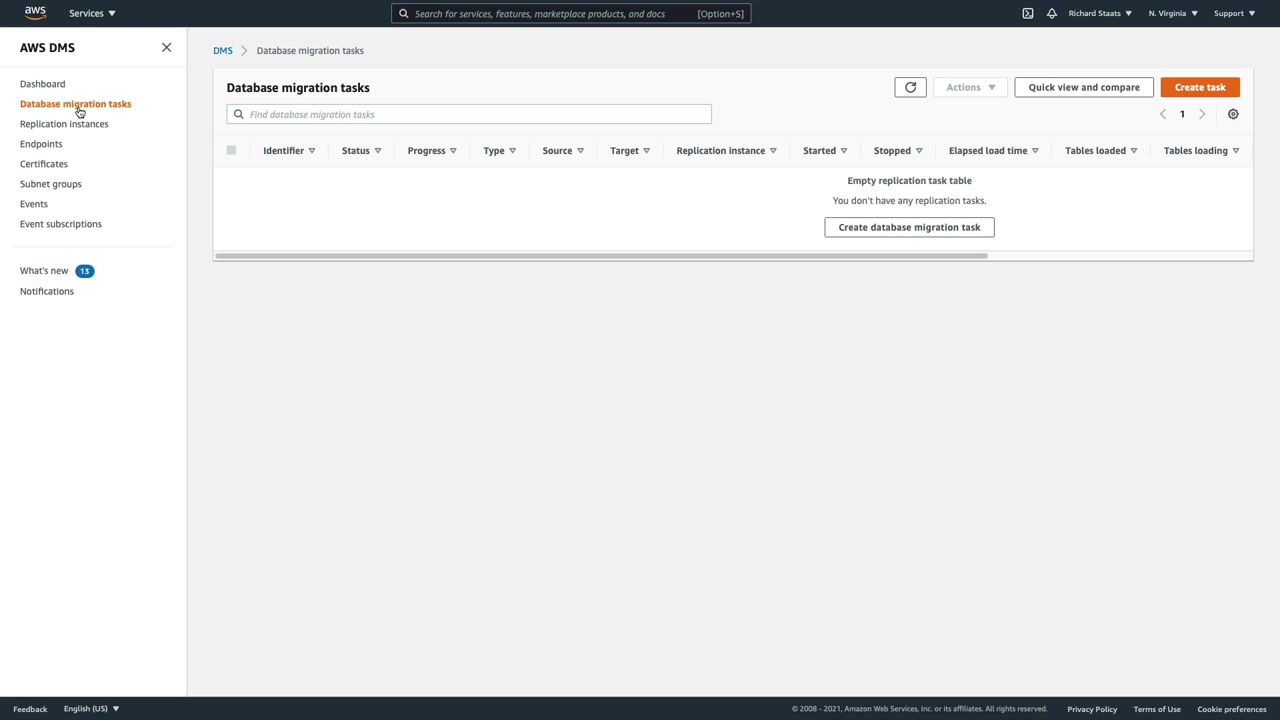 aws Services Search for services, features, marketplace products, and docs [Option+S] Richard Staats N. Virginia Support
AWS DMS
Dashboard
Database migration tasks
Replication instances
Endpoints
Certificates
Subnet groups
Events
Event subscriptions
What's new 13
Notifications
DMS Database migration tasks
Database migration tasks Actions Quick view and compare Create task
Find database migration tasks 1
Identifier Status Progress Type Source Target Replication instance Started Stopped Elapsed load time Tables loaded Tables loading
Empty replication task table
You don't have any replication tasks.
Create database migration task
Feedback English (US) © 2008 - 2021, Amazon Web Services, Inc. or its affiliates. All rights reserved. Privacy Policy Terms of Use Cookie preferences